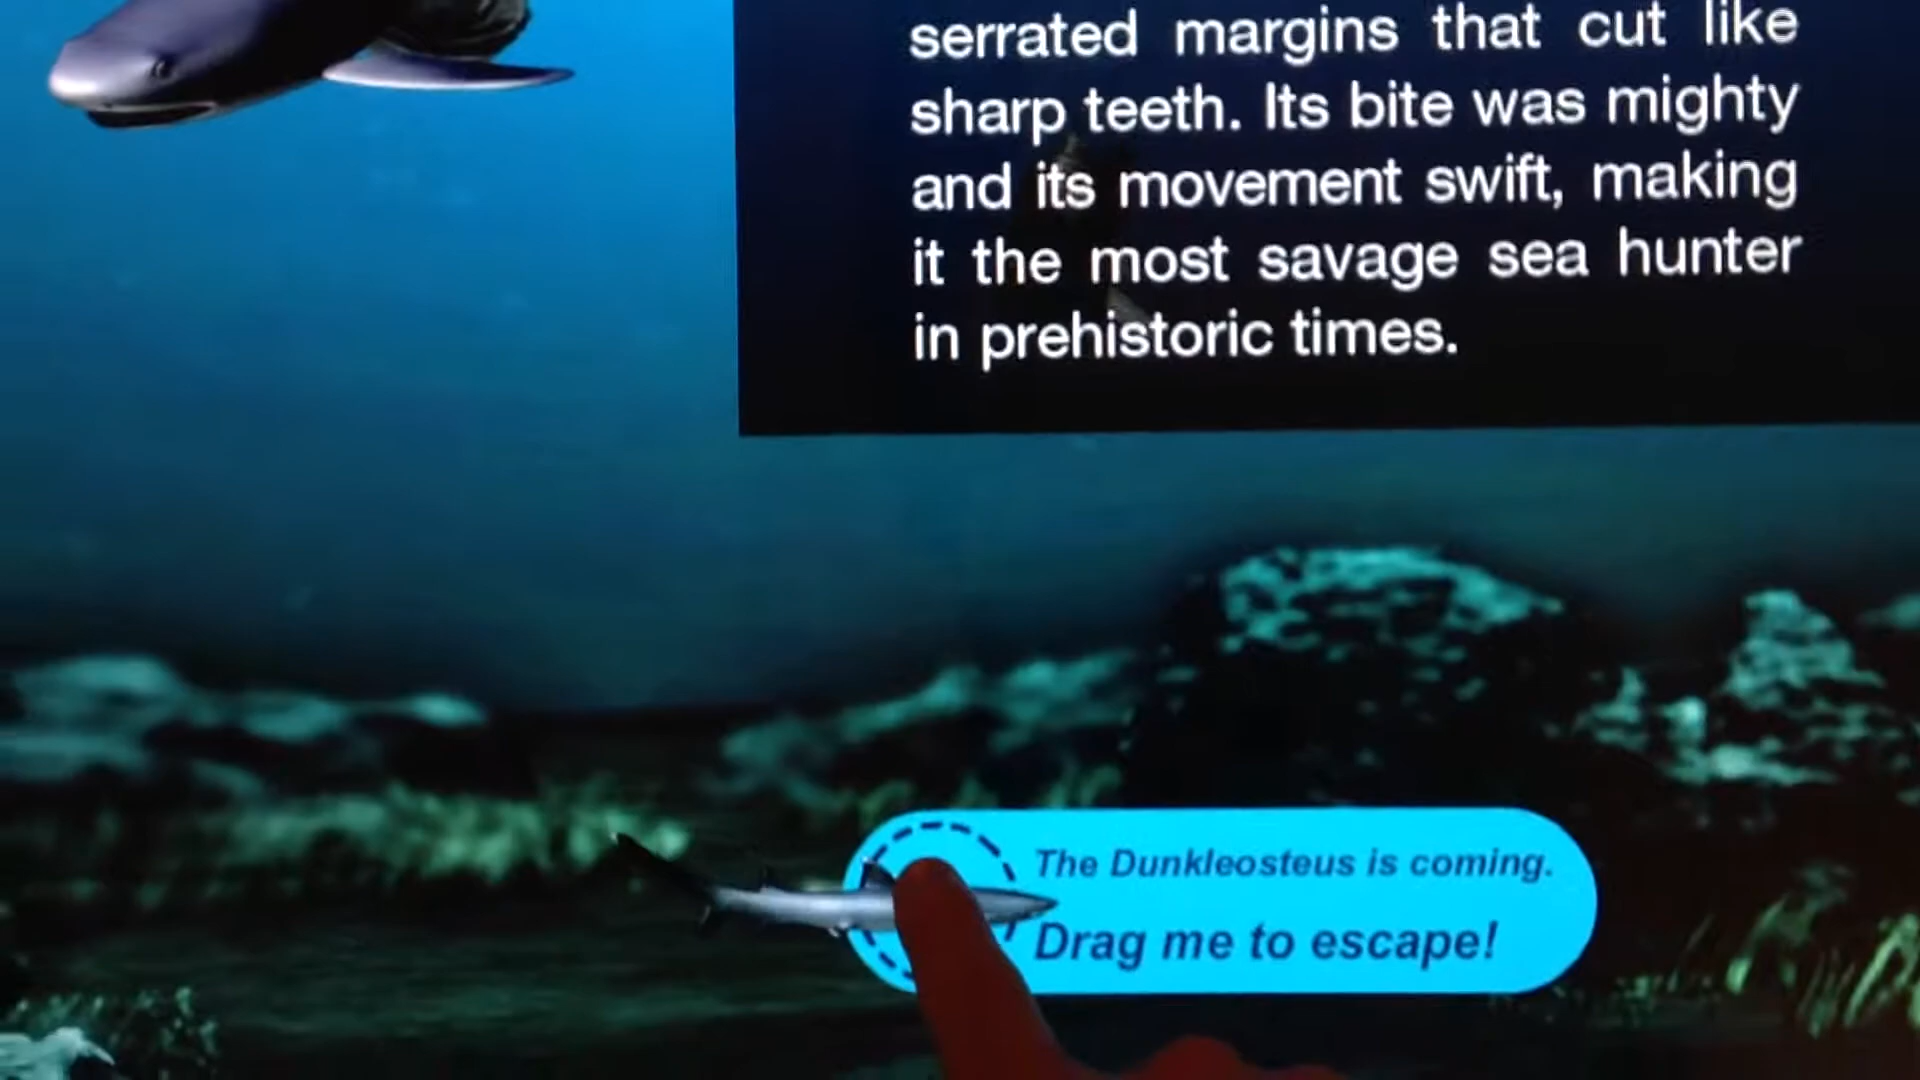 serrated margins that cut like
sharp teeth. Its bite was mighty
and its movement swift, making
it the most savage sea hunter
in prehistoric times.
The Dunkleosteus is coming.
Drag me to escape!